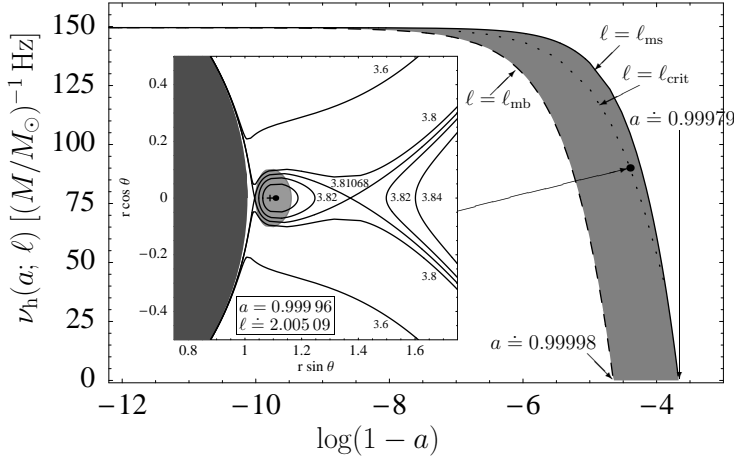 150
125
100
75
50
25
0
ν_h(a; ℓ) [(M/M_⊙)^{-1} Hz]
−12
−10
−8
−6
−4
log(1 − a)
ℓ = ℓ_ms
ℓ = ℓ_crit
ℓ = ℓ_mb
a ≐ 0.99979
a ≐ 0.99998
0.4
0.2
0
−0.2
−0.4
r cos θ
0.8
1
1.2
1.4
1.6
r sin θ
3.6
3.8
3.81068
3.82
3.82
3.84
3.8
3.6
a = 0.999 96
ℓ ≐ 2.005 09